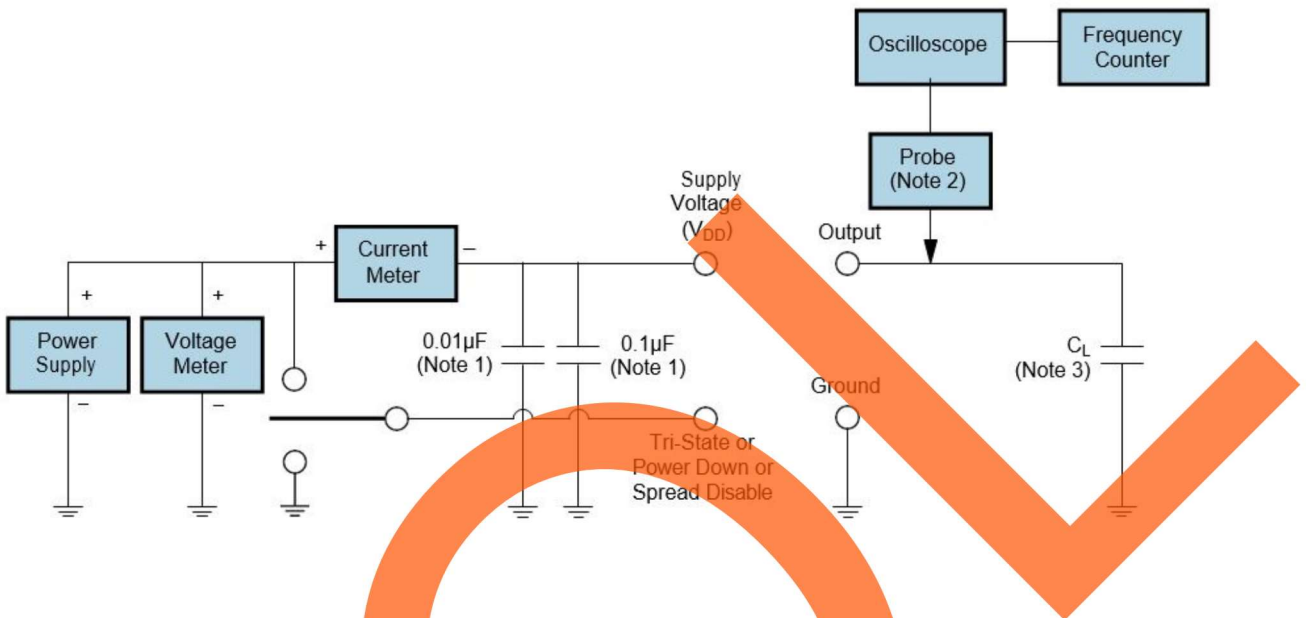 Oscilloscope
Frequency
Counter
Probe
(Note 2)
Supply
Voltage
(VDD)
Output
+
Current
Meter
–
+
+
Power
Supply
Voltage
Meter
0.01µF
(Note 1)
0.1µF
(Note 1)
CL
(Note 3)
–
–
Ground
Tri-State or
Power Down or
Spread Disable